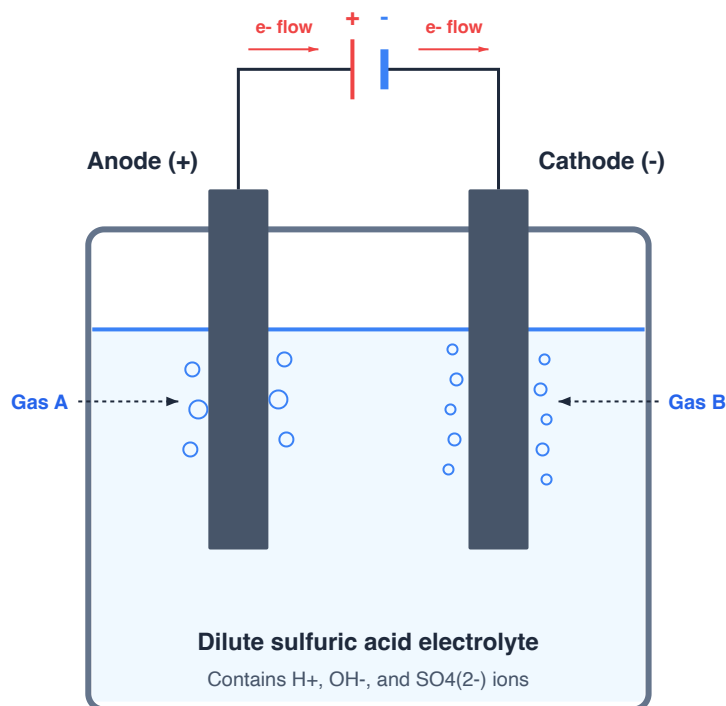 + -
e- flow e- flow
Anode (+) Cathode (-)
Gas A Gas B
Dilute sulfuric acid electrolyte
Contains H+, OH-, and SO4(2-) ions